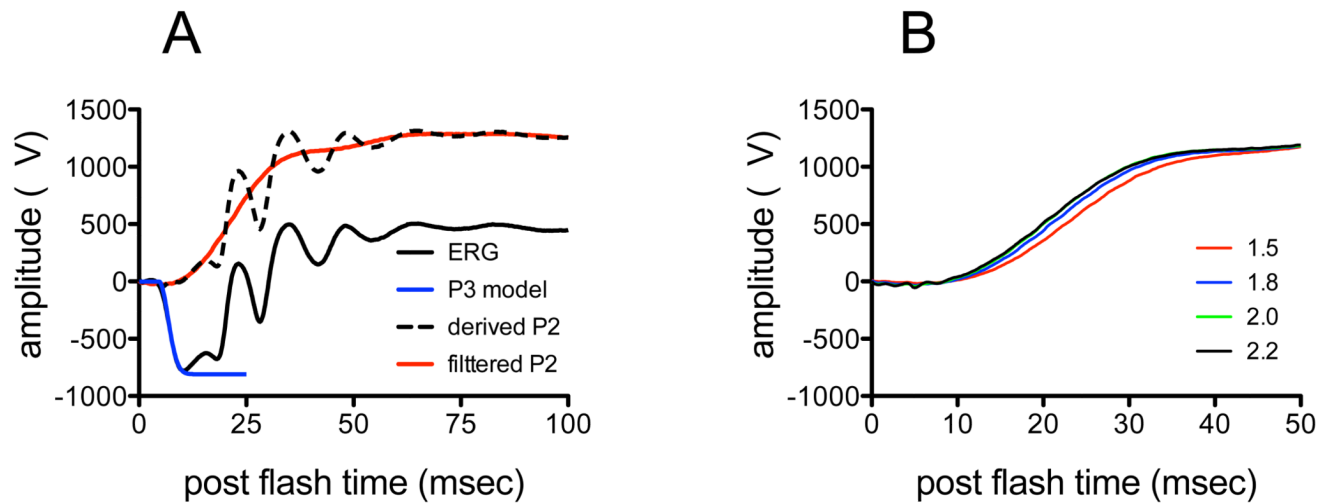 A
amplitude ( V)
1500
1000
500
0
-500
-1000
0
25
50
75
100
post flash time (msec)
ERG
P3 model
derived P2
filttered P2
B
amplitude ( V)
1500
1000
500
0
-500
-1000
0
10
20
30
40
50
post flash time (msec)
1.5
1.8
2.0
2.2